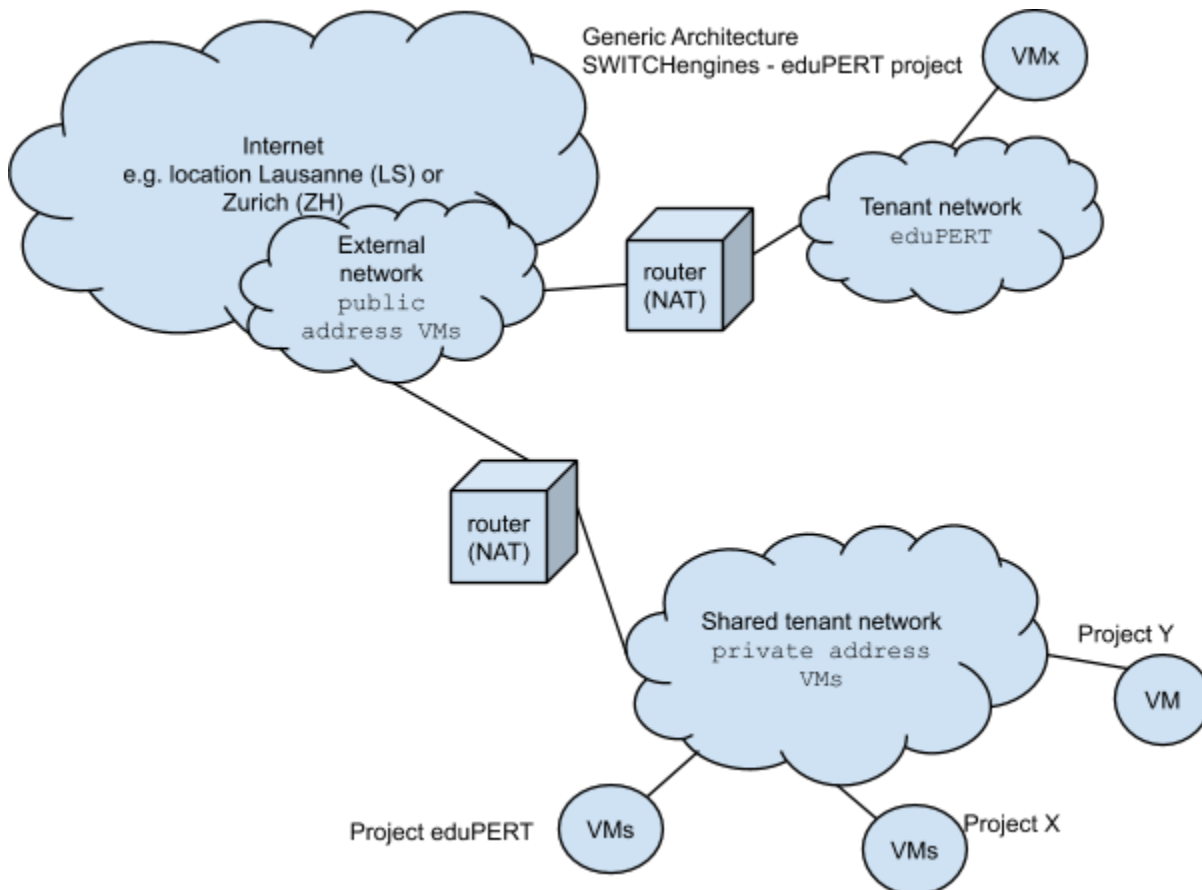 Generic Architecture
SWITCHengines - eduPERT project
VMx
Internet
e.g. location Lausanne (LS) or
Zurich (ZH)
External
network
public
address VMs
router
(NAT)
Tenant network
eduPERT
router
(NAT)
Shared tenant network
private address
VMs
Project Y
VM
Project eduPERT
VMs
Project X
VMs